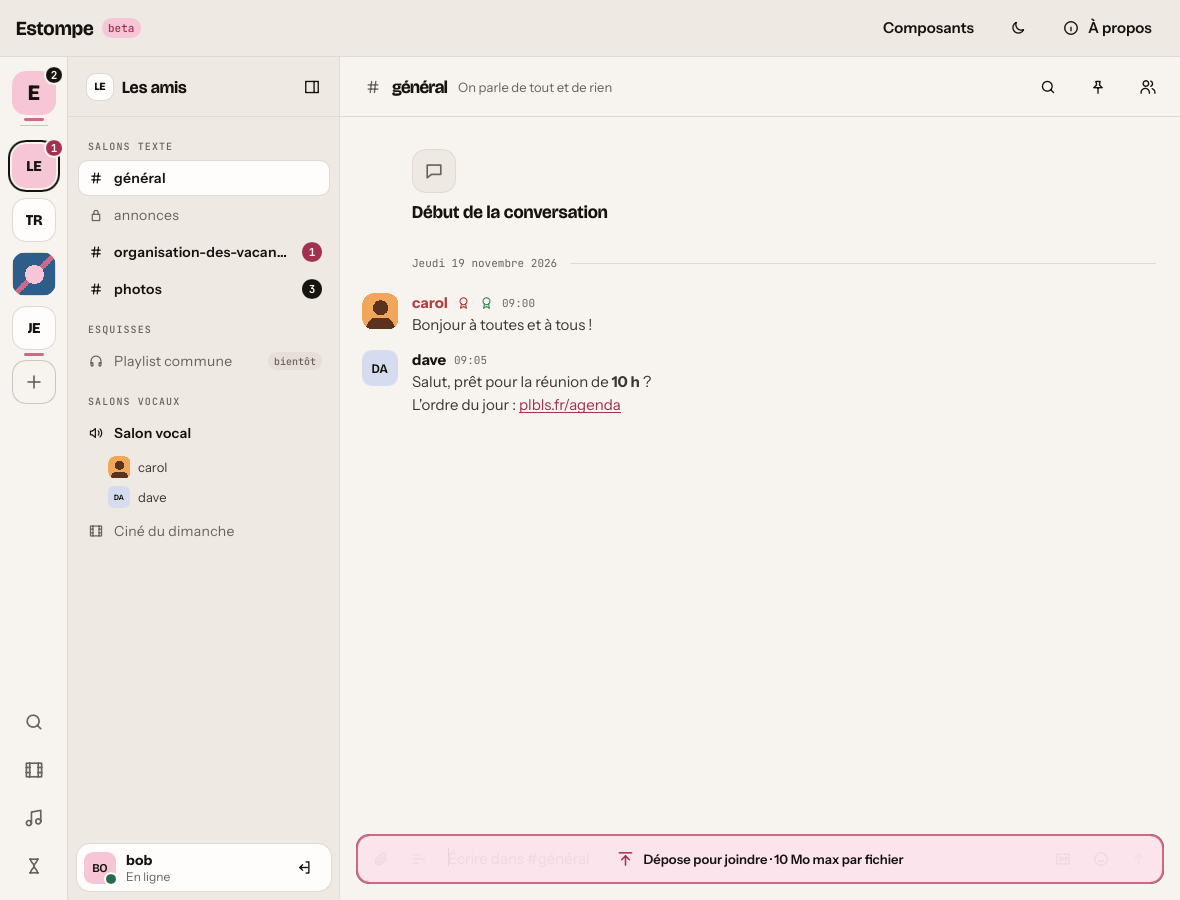 Estompe beta
Composants
À propos
E 2
LE 1
TR
JE
LE Les amis
SALONS TEXTE
général
annonces
organisation-des-vacan… 1
photos 3
ESQUISSES
Playlist commune bientôt
SALONS VOCAUX
Salon vocal
carol
DA dave
Ciné du dimanche
BO bob
En ligne
# général On parle de tout et de rien
Début de la conversation
Jeudi 19 novembre 2026
carol 09:00
Bonjour à toutes et à tous !
DA dave 09:05
Salut, prêt pour la réunion de 10 h ?
L'ordre du jour : plbls.fr/agenda
Écrire dans #général
Dépose pour joindre · 10 Mo max par fichier